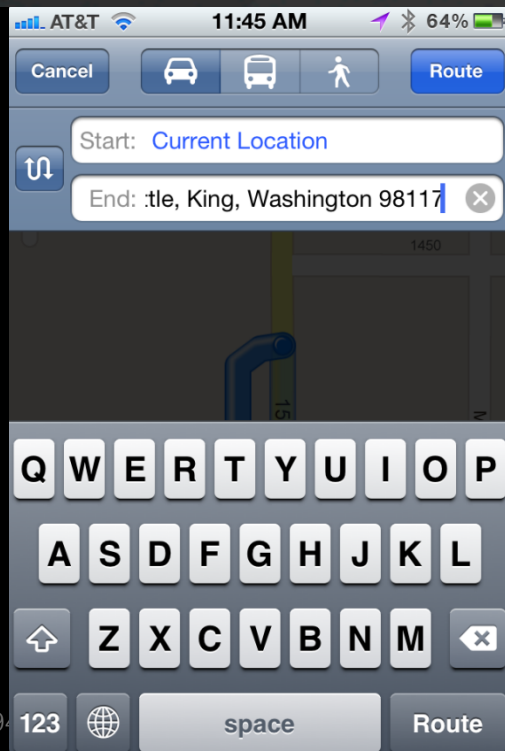 AT&T 11:45 AM 64%
Cancel Route
Start: Current Location
End: :tle, King, Washington 98117
1450
15
M
Q W E R T Y U I O P
A S D F G H J K L
Z X C V B N M
123 space Route